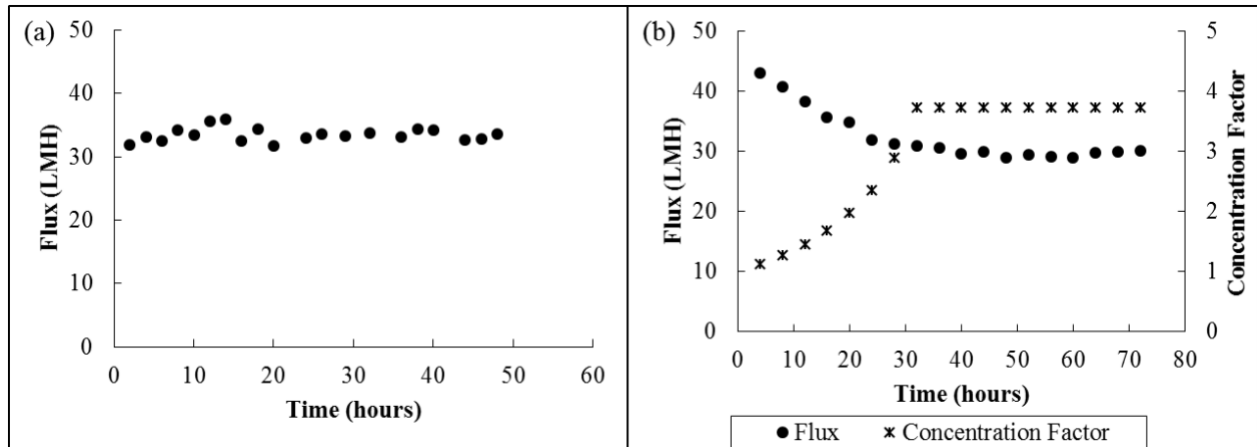 (a)
50
40
30
20
10
0
Flux (LMH)
0 10 20 30 40 50 60
Time (hours)
(b)
50
40
30
20
10
0
Flux (LMH)
5
4
3
2
1
0
Concentration Factor
0 10 20 30 40 50 60 70 80
Time (hours)
Flux Concentration Factor